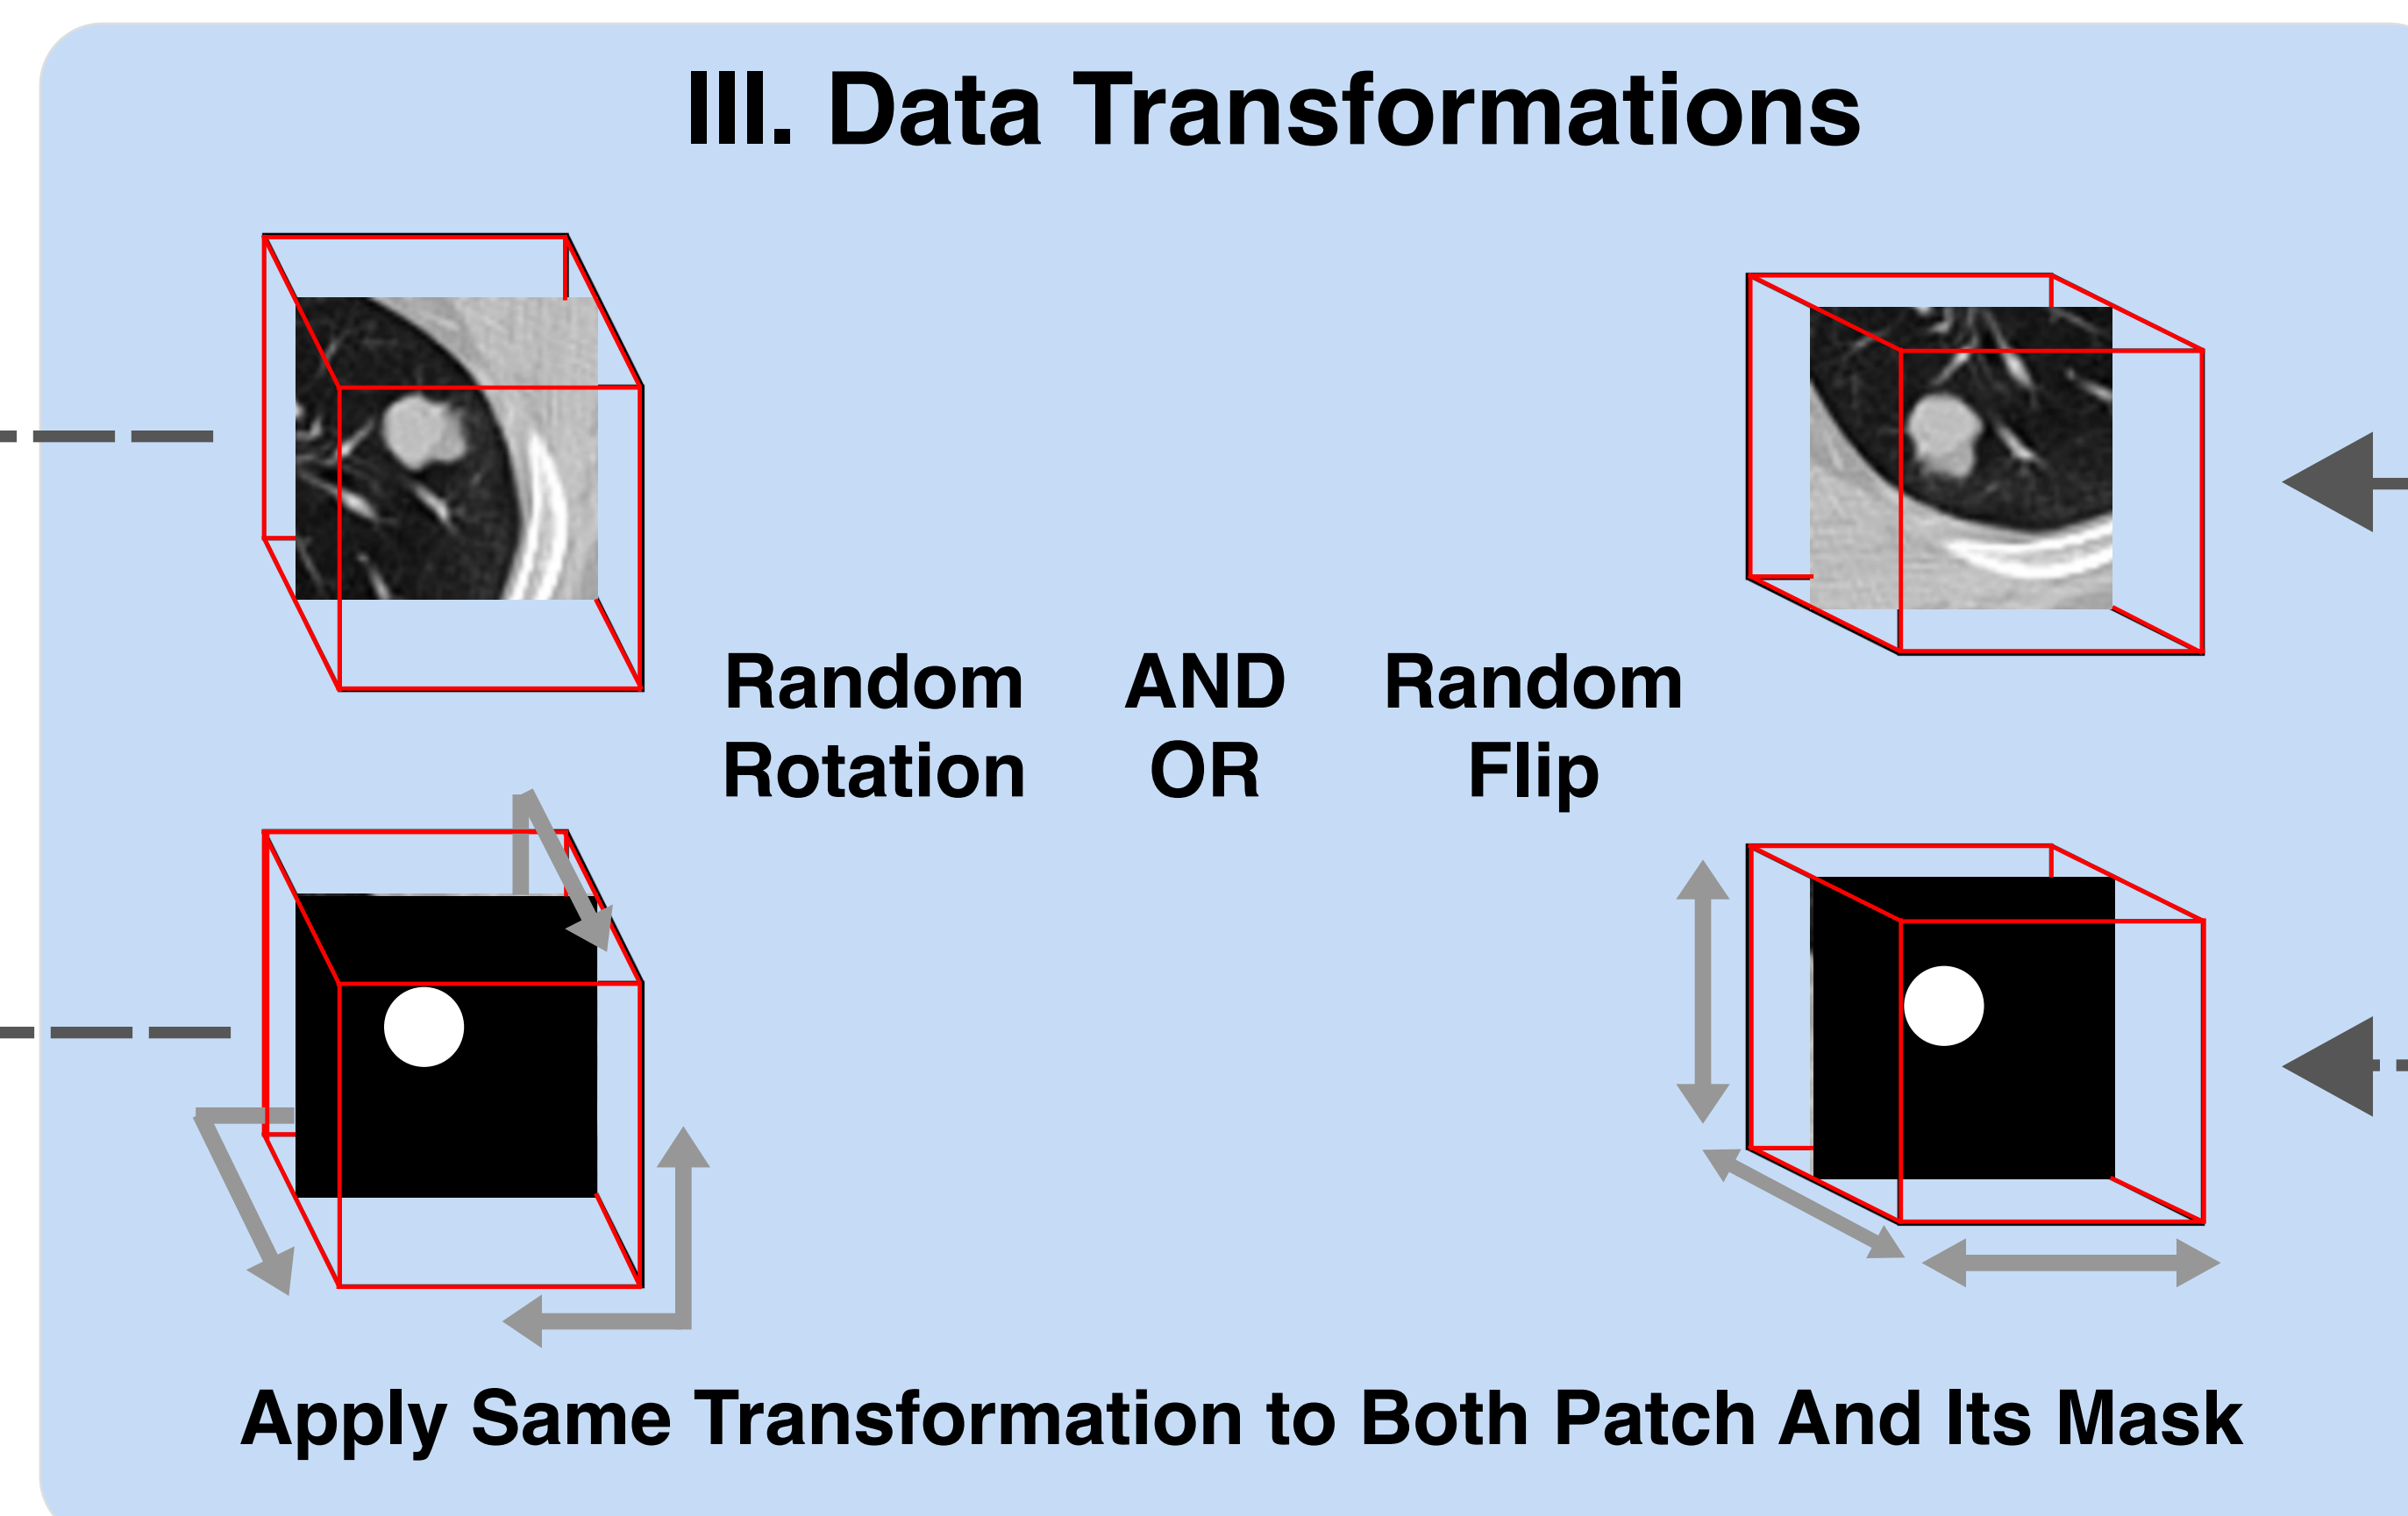 III. Data Transformations
Random AND Random
Rotation OR Flip
Apply Same Transformation to Both Patch And Its Mask